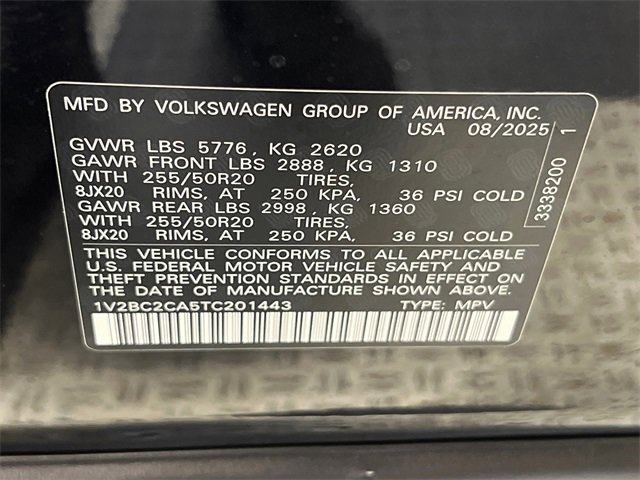 MFD BY VOLKSWAGEN GROUP OF AMERICA, INC.
USA 08/2025
GVWR LBS 5776, KG 2620
GAWR FRONT LBS 2888, KG 1310
WITH 255/50R20 TIRES,
8JX20 RIMS, AT 250 KPA, 36 PSI COLD
GAWR REAR LBS 2998, KG 1360
WITH 255/50R20 TIRES,
8JX20 RIMS, AT 250 KPA, 36 PSI COLD
THIS VEHICLE CONFORMS TO ALL APPLICABLE
U.S. FEDERAL MOTOR VEHICLE SAFETY AND
THEFT PREVENTION STANDARDS IN EFFECT ON
THE DATE OF MANUFACTURE SHOWN ABOVE.
1V2BC2CA5TC201443 TYPE: MPV
3338200 1